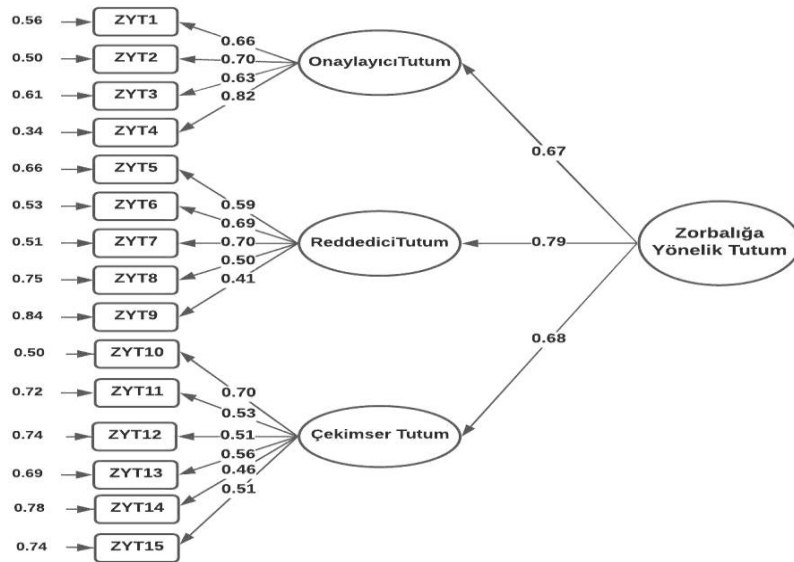 0.56 ZYT1
0.66
0.50 ZYT2
0.70
OnaylayıcıTutum
0.61 ZYT3
0.63
0.82
0.34 ZYT4
0.67
0.66 ZYT5
0.59
0.53 ZYT6
0.69
0.51 ZYT7
0.70
ReddediciTutum
0.79
Zorbalığa
Yönelik Tutum
0.50
0.75 ZYT8
0.41
0.84 ZYT9
0.68
0.50 ZYT10
0.70
0.72 ZYT11
0.53
0.74 ZYT12
0.51
Çekimser Tutum
0.56
0.69 ZYT13
0.46
0.51
0.78 ZYT14
0.74 ZYT15